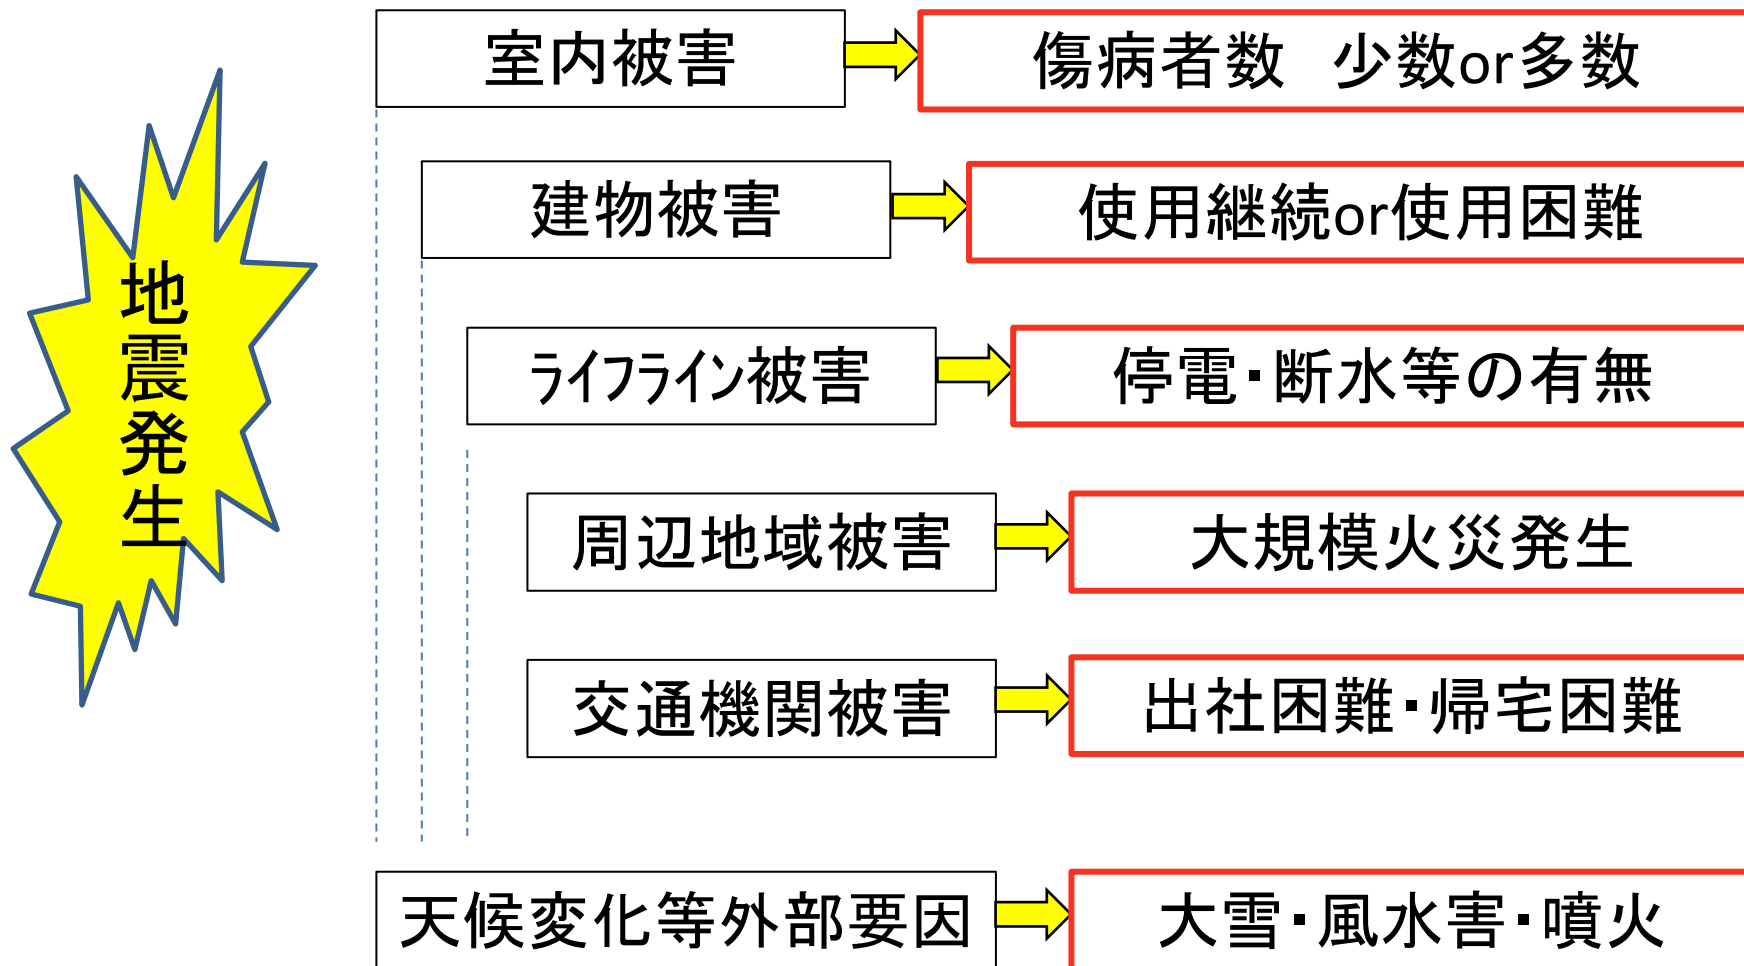 地震発生
室内被害
傷病者数　少数or多数
建物被害
使用継続or使用困難
ﾗｲﾌﾗｲﾝ被害
停電・断水等の有無
周辺地域被害
大規模火災発生
交通機関被害
出社困難・帰宅困難
天候変化等外部要因
大雪・風水害・噴火